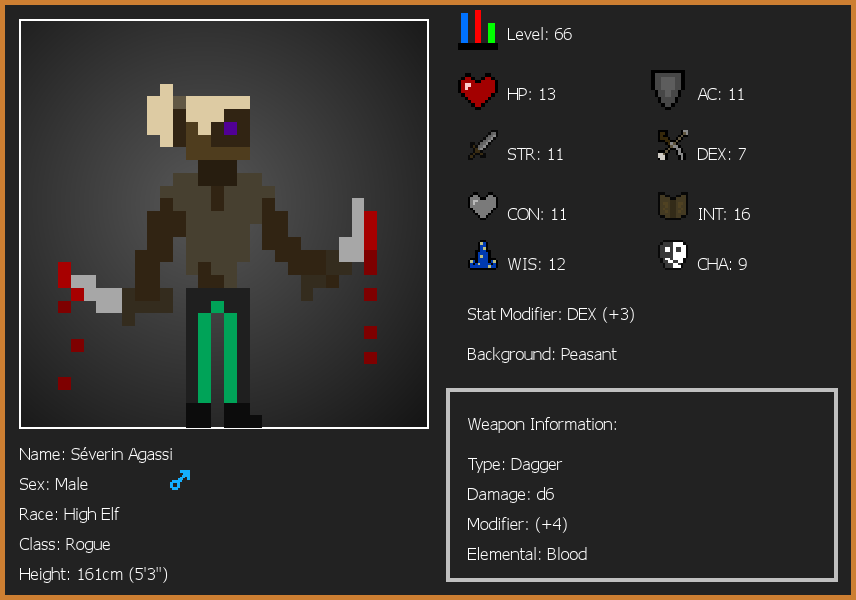 Level: 66
HP: 13
AC: 11
STR: 11
DEX: 7
CON: 11
INT: 16
WIS: 12
CHA: 9
Stat Modifier: DEX (+3)
Background: Peasant
Weapon Information:
Type: Dagger
Damage: d6
Modifier: (+4)
Elemental: Blood
Name: Séverin Agassi
Sex: Male
Race: High Elf
Class: Rogue
Height: 161cm (5'3")